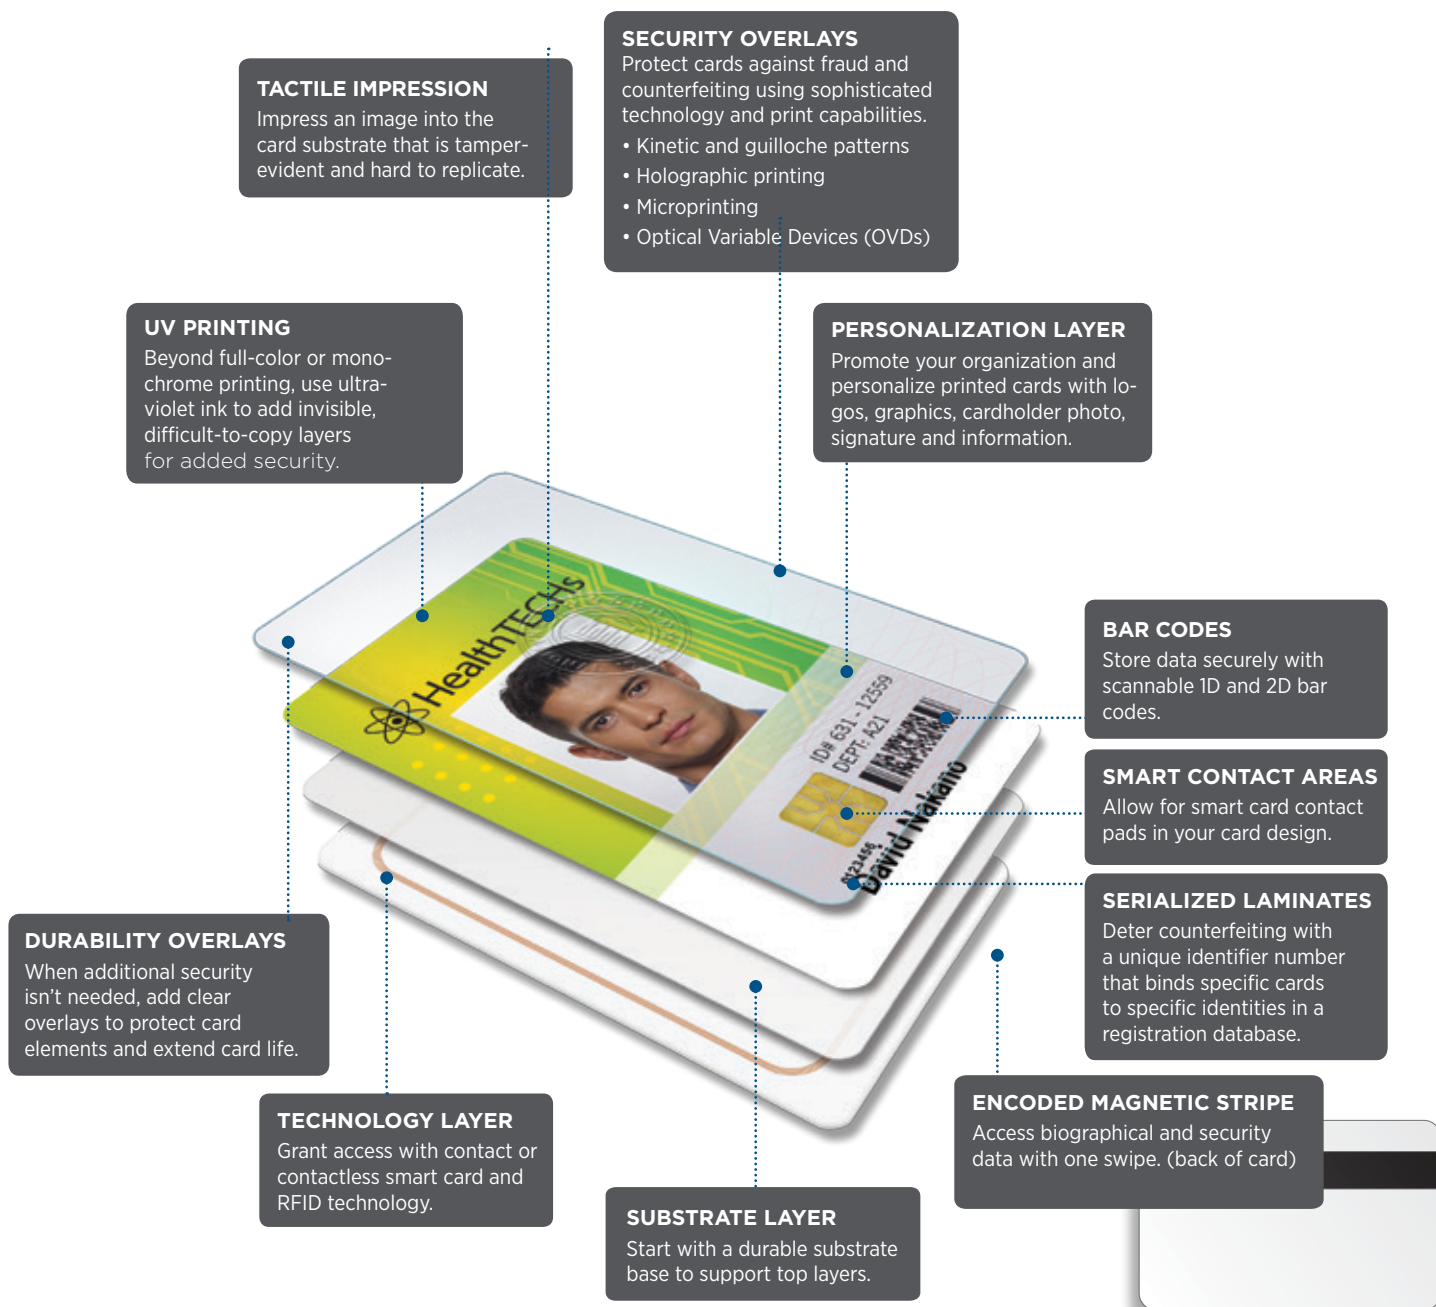 SECURITY OVERLAYS
Protect cards against fraud and
counterfeiting using sophisticated
technology and print capabilities.
• Kinetic and guilloche patterns
• Holographic printing
• Microprinting
• Optical Variable Devices (OVDs)
TACTILE IMPRESSION
Impress an image into the
card substrate that is tamper-
evident and hard to replicate.
UV PRINTING
Beyond full-color or mono-
chrome printing, use ultra-
violet ink to add invisible,
difficult-to-copy layers
for added security.
PERSONALIZATION LAYER
Promote your organization and
personalize printed cards with lo-
gos, graphics, cardholder photo,
signature and information.
HealthTECHs
ID# 631 - 12559
DEPT: A21
David Nakano
A123456
BAR CODES
Store data securely with
scannable 1D and 2D bar
codes.
SMART CONTACT AREAS
Allow for smart card contact
pads in your card design.
SERIALIZED LAMINATES
Deter counterfeiting with
a unique identifier number
that binds specific cards
to specific identities in a
registration database.
DURABILITY OVERLAYS
When additional security
isn't needed, add clear
overlays to protect card
elements and extend card life.
TECHNOLOGY LAYER
Grant access with contact or
contactless smart card and
RFID technology.
ENCODED MAGNETIC STRIPE
Access biographical and security
data with one swipe. (back of card)
SUBSTRATE LAYER
Start with a durable substrate
base to support top layers.